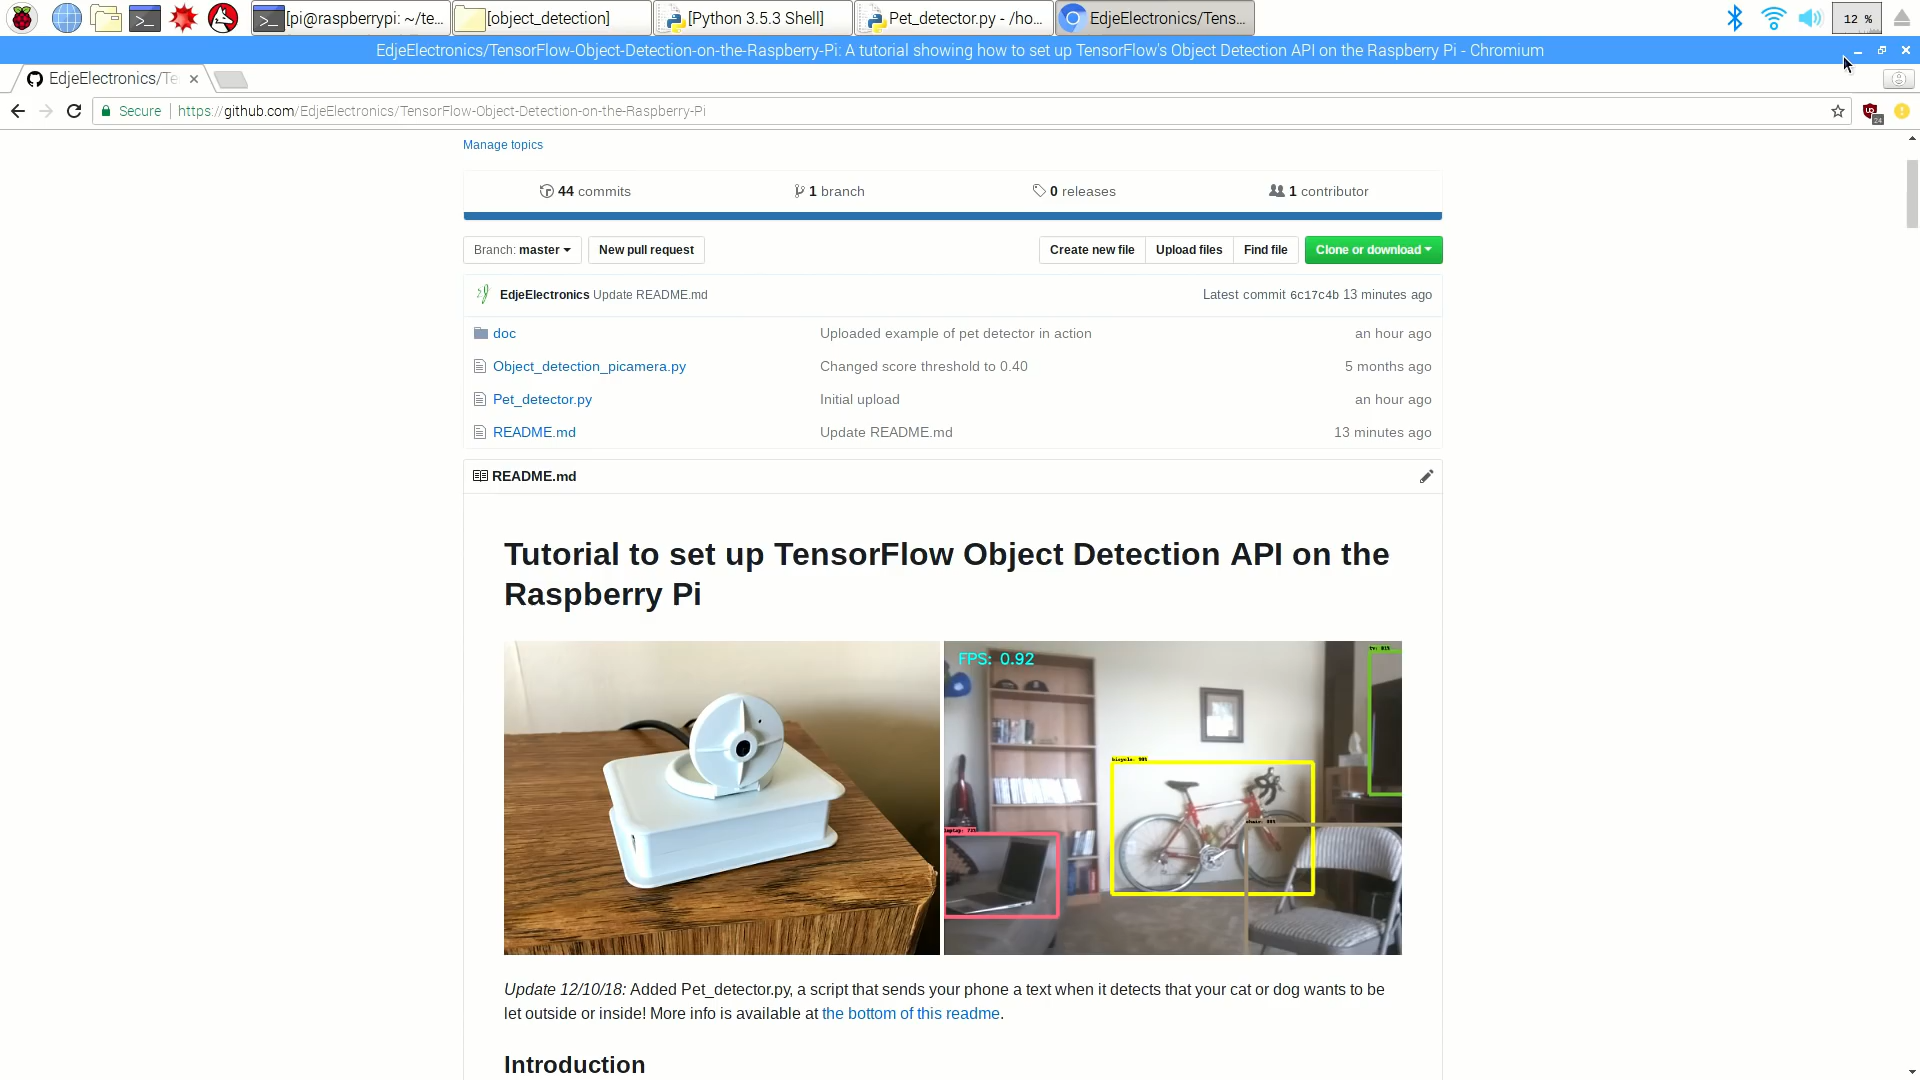 [pi@raspberrypi: ~/te...
[object_detection]
[Python 3.5.3 Shell]
Pet_detector.py - /ho...
EdjeElectronics/Tens...
12 %
EdjeElectronics/TensorFlow-Object-Detection-on-the-Raspberry-Pi: A tutorial showing how to set up TensorFlow's Object Detection API on the Raspberry Pi - Chromium
EdjeElectronics/Te
Secure
https://github.com/EdjeElectronics/TensorFlow-Object-Detection-on-the-Raspberry-Pi
24
Manage topics
44 commits
1 branch
0 releases
1 contributor
Branch: master
New pull request
Create new file
Upload files
Find file
Clone or download
EdjeElectronics Update README.md
Latest commit 6c17c4b 13 minutes ago
doc
Uploaded example of pet detector in action
an hour ago
Object_detection_picamera.py
Changed score threshold to 0.40
5 months ago
Pet_detector.py
Initial upload
an hour ago
README.md
Update README.md
13 minutes ago
README.md
Tutorial to set up TensorFlow Object Detection API on the
Raspberry Pi
FPS: 0.92
bicycle: 98%
Update 12/10/18: Added Pet_detector.py, a script that sends your phone a text when it detects that your cat or dog wants to be
let outside or inside! More info is available at the bottom of this readme.
Introduction